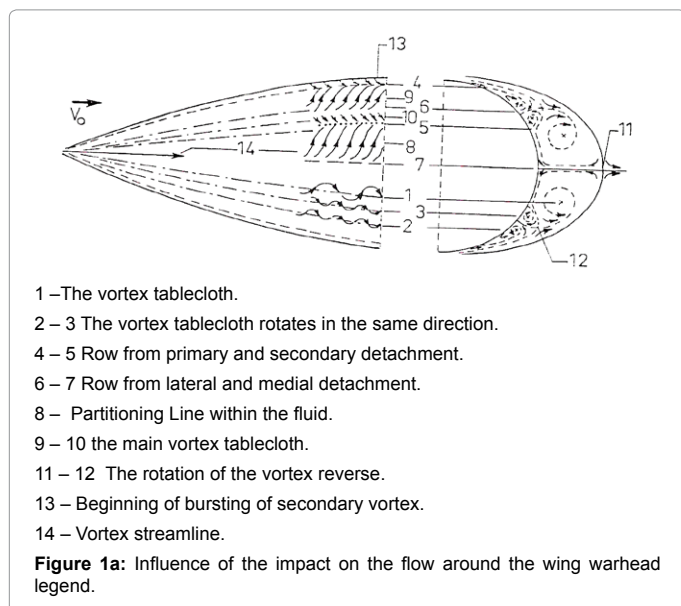 13
4
V₀
9
6
10
5
11
8
14
7
1
3
2
12
1 –The vortex tablecloth.
2 – 3 The vortex tablecloth rotates in the same direction.
4 – 5 Row from primary and secondary detachment.
6 – 7 Row from lateral and medial detachment.
8 – Partitioning Line within the fluid.
9 – 10 the main vortex tablecloth.
11 – 12 The rotation of the vortex reverse.
13 – Beginning of bursting of secondary vortex.
14 – Vortex streamline.
Figure 1a: Influence of the impact on the flow around the wing warhead
legend.